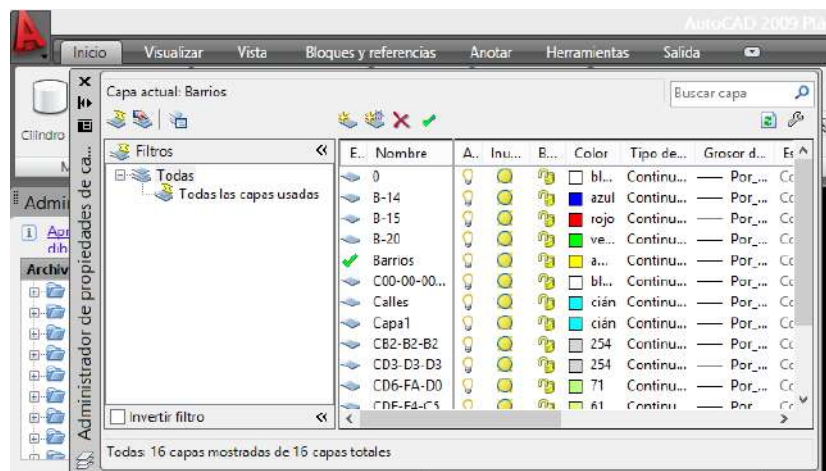 AutoCAD 2009
Inicio Visualizar Vista Bloques y referencias Anotar Herramientas Salida
Capa actual: Barrios
Buscar capa
Cilindro
Filtros
Todas
Todas las capas usadas
Invertir filtro
E.. Nombre A.. Inu... B... Color Tipo de... Grosor d...
0 bl... Continu... Por_...
B-14 azul Continu... Por_...
B-15 rojo Continu... Por_...
B-20 ve... Continu... Por_...
Barrios a... Continu... Por_...
C00-00-00... bl... Continu... Por_...
Calles cián Continu... Por_...
Capa1 cián Continu... Por_...
CB2-B2-B2 254 Continu... Por_...
CD3-D3-D3 254 Continu... Por_...
CD6-FA-D0 71 Continu... Por_...
Todas: 16 capas mostradas de 16 capas totales
Administrador de propiedades de ca...
Admi
Archiv